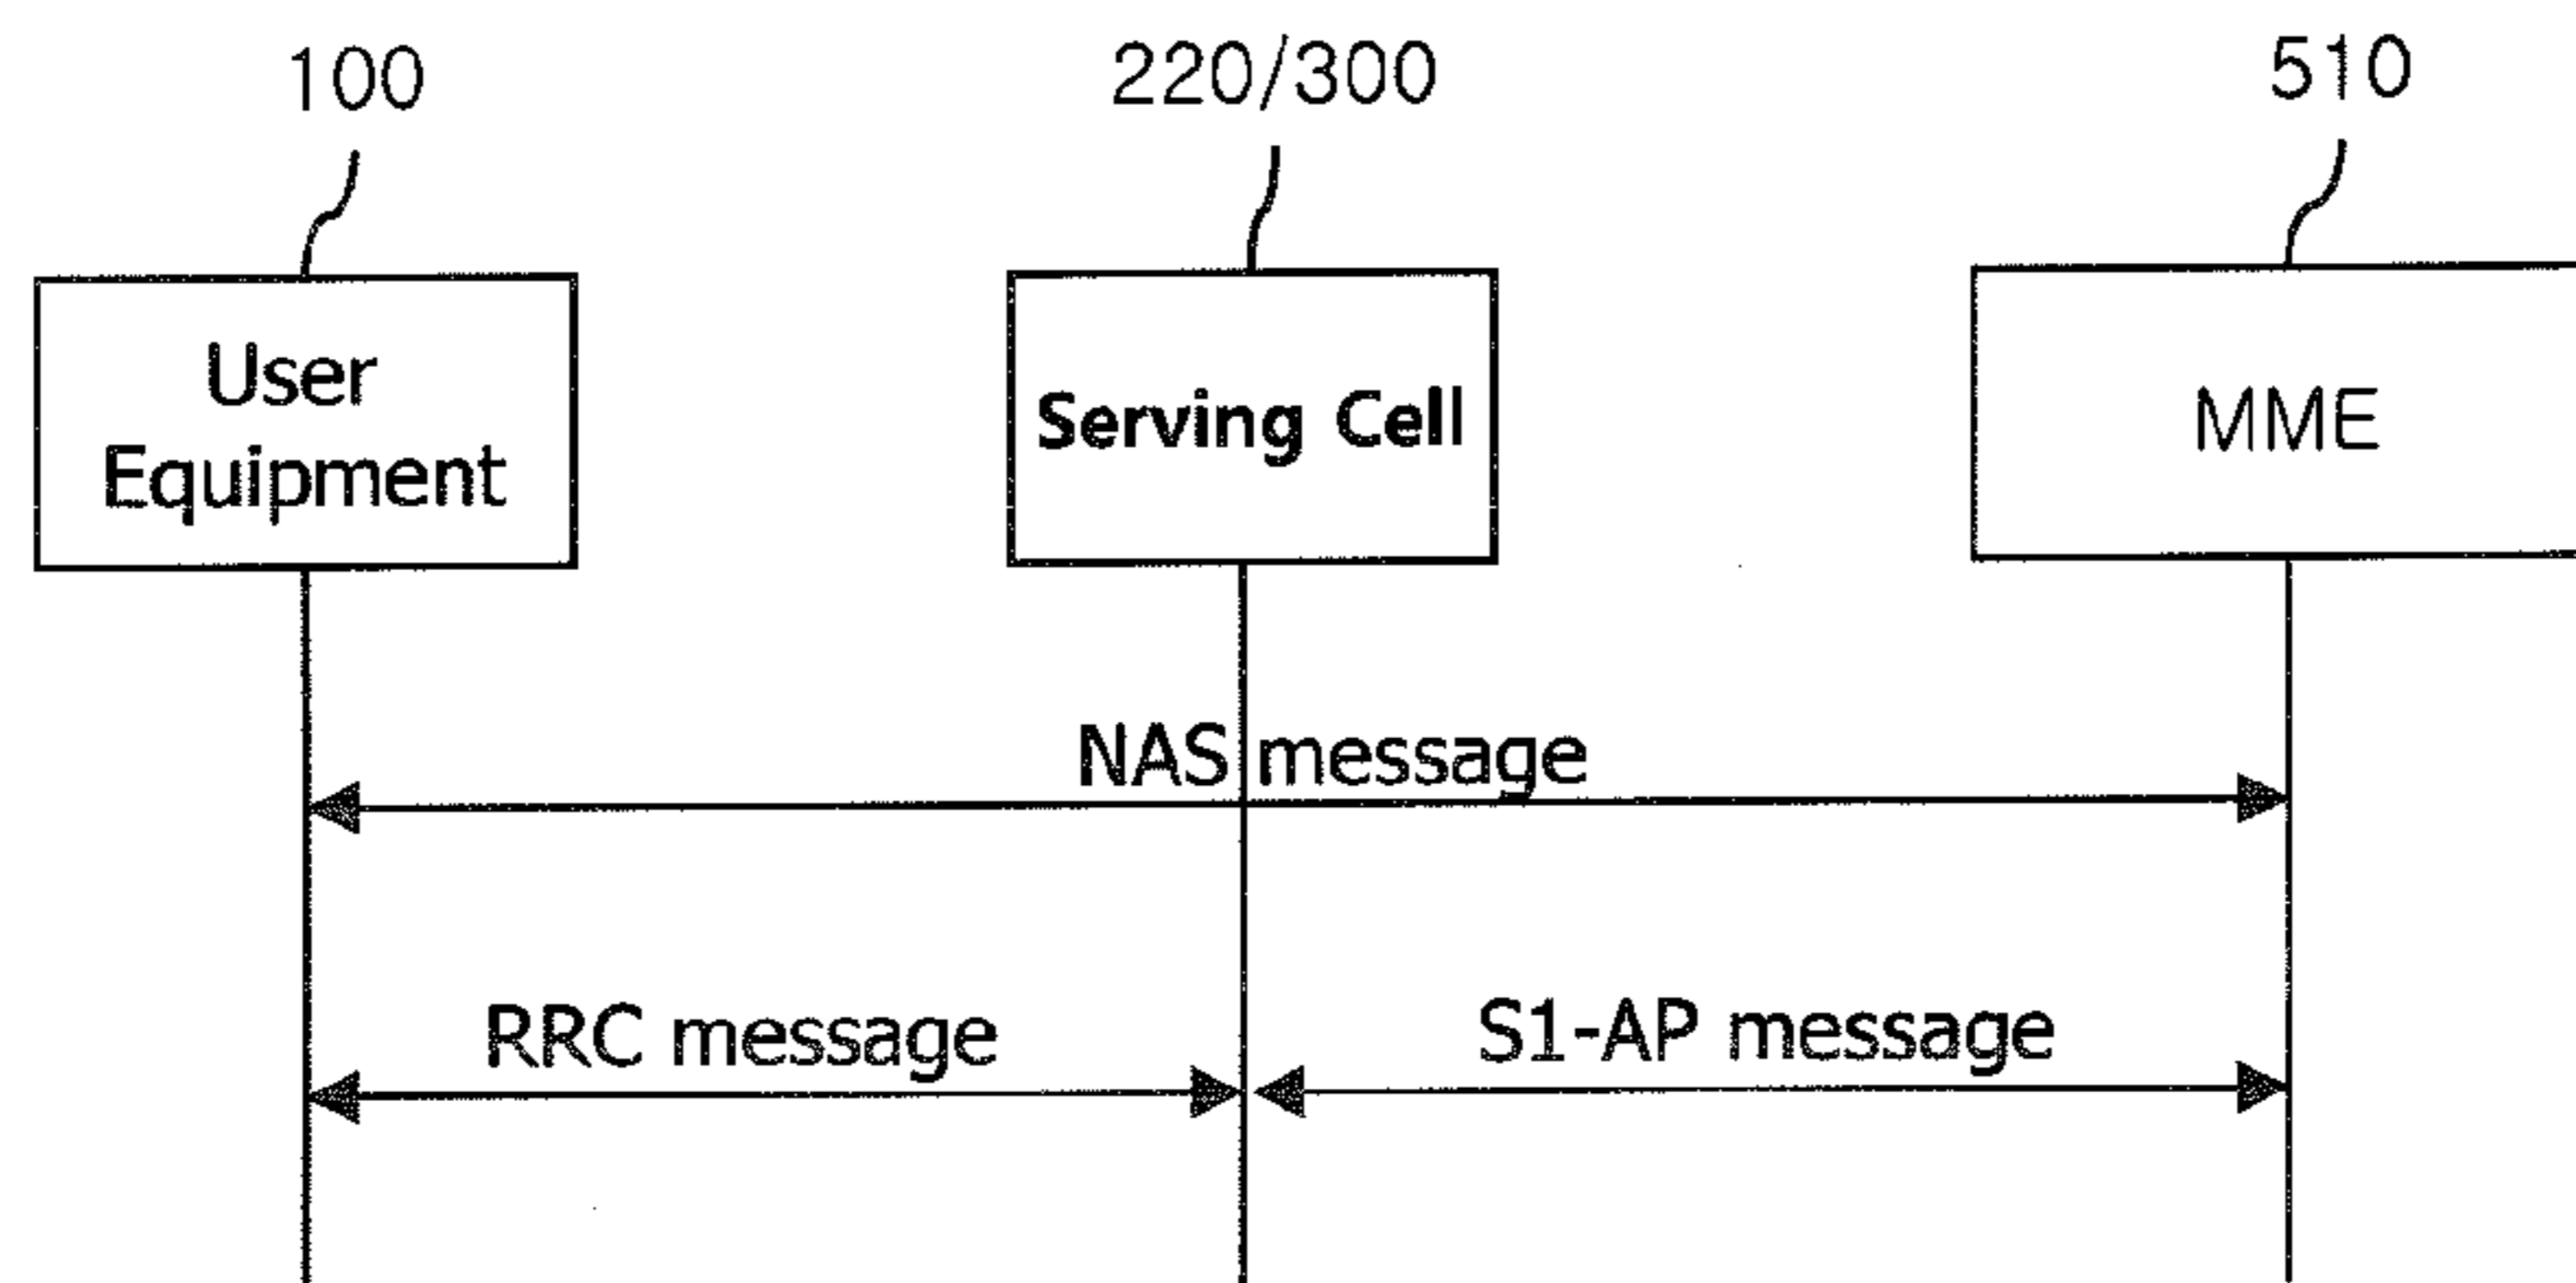 100
220/300
510
User
Equipment
Serving Cell
MME
NAS message
RRC message
S1-AP message